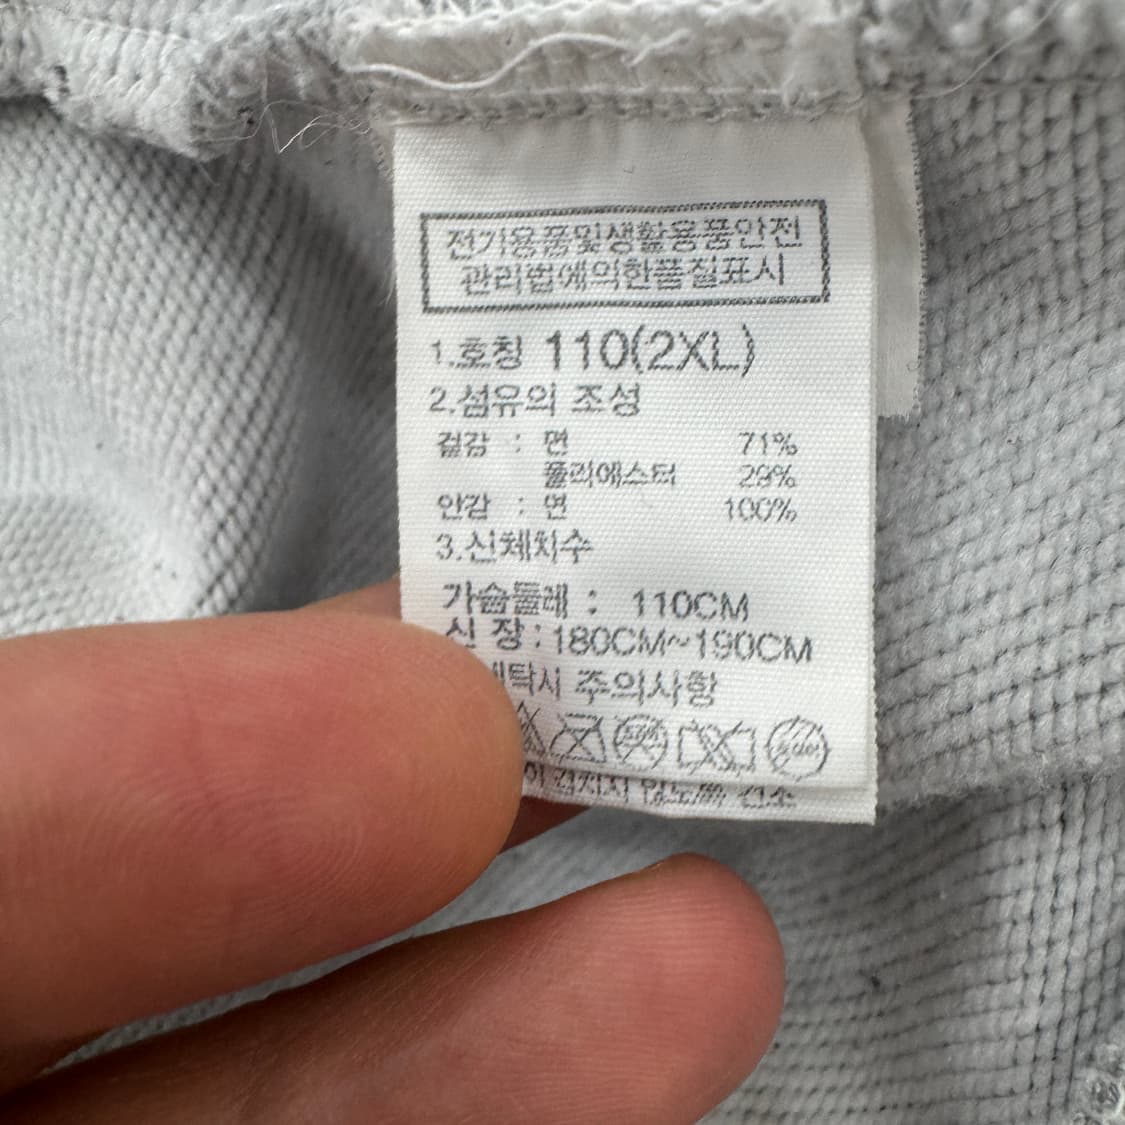 전기용품및생활용품안전
관리법에의한품질표시
1.호칭 110(2XL)
2.섬유의 조성
겉감 : 면 71%
폴리에스터 29%
안감 : 면 100%
3.신체치수
가슴둘레 : 110CM
신 장 : 180CM~190CM
세탁시 주의사항